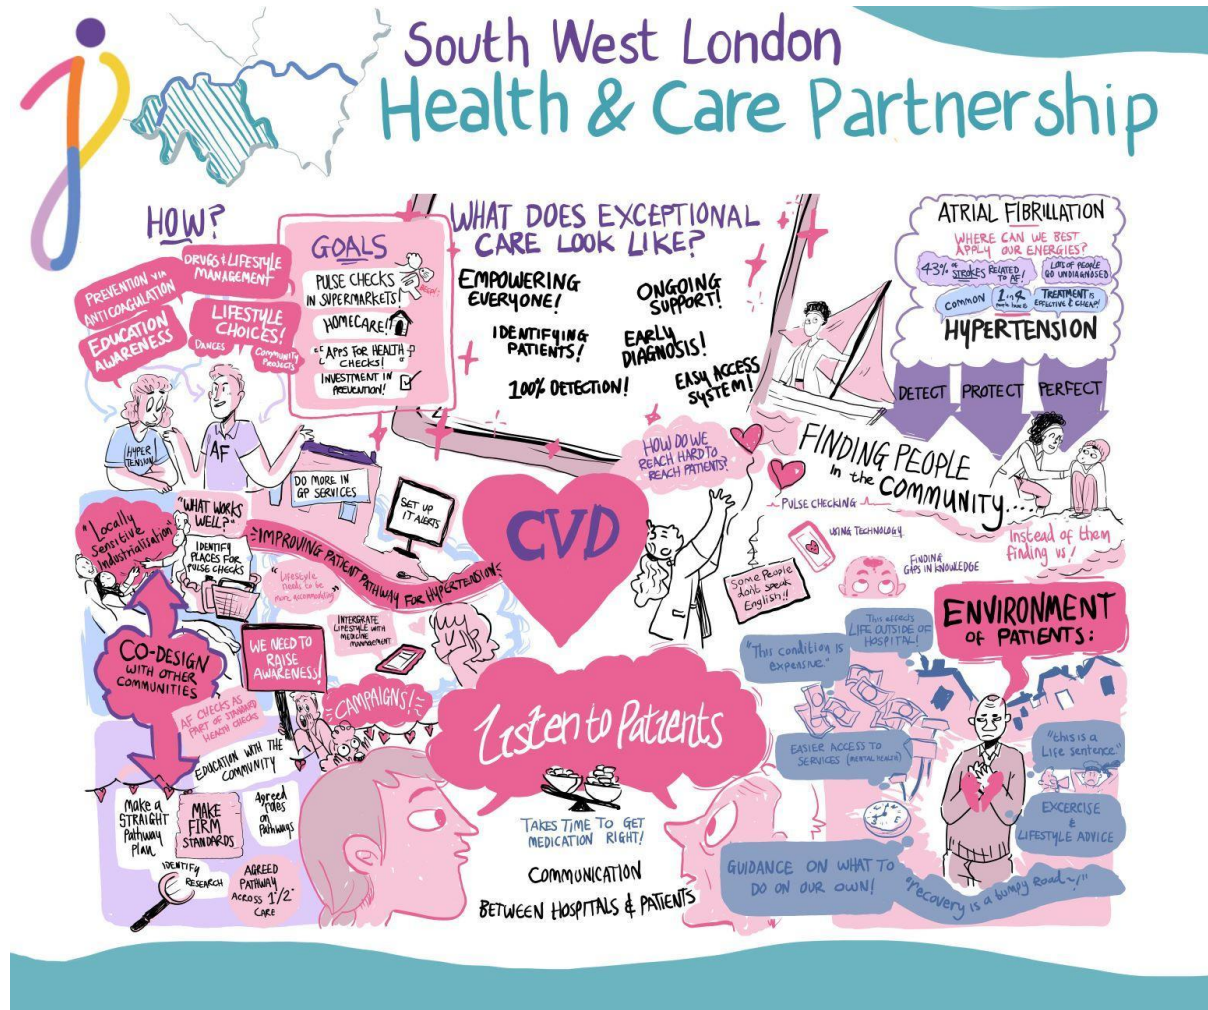 South West London
Health & Care Partnership
HOW?
DRUGS & LIFESTYLE
MANAGEMENT
PREVENTION VIA
ANTICOAGULATION
LIFESTYLE
CHOICES!
EDUCATION
AWARENESS
DANCES
COMMUNITY
PROJECTS
HYPER
TENSION
AF
GOALS
PULSE CHECKS
IN SUPERMARKETS!
HOMECARE!
APPS FOR HEALTH
CHECKS!
INVESTMENT IN
PREVENTION!
WHAT DOES EXCEPTIONAL
CARE LOOK LIKE?
EMPOWERING
EVERYONE!
ONGOING
SUPPORT!
IDENTIFYING
PATIENTS!
EARLY
DIAGNOSIS!
100% DETECTION!
EASY ACCESS
SYSTEM!
ATRIAL FIBRILLATION
WHERE CAN WE BEST
APPLY OUR ENERGIES?
43% OF
STROKES RELATED
TO AF!
LOTS OF PEOPLE
GO UNDIAGNOSED
COMMON
1 in 4
TREATMENT IS
EFFECTIVE & CHEAP!
HYPERTENSION
DETECT PROTECT PERFECT
FINDING PEOPLE
in the COMMUNITY....
Instead of them
finding us!
HOW DO WE
REACH HARD TO
REACH PATIENTS?
PULSE CHECKING
USING TECHNOLOGY
FINDING
GAPS IN KNOWLEDGE
Some People
don't speak
English!!
CVD
DO MORE IN
GP SERVICES
SET UP
IT ALERTS
"Locally
Sensitive
Industrialisation"
"WHAT WORKS
WELL?"
IDENTIFY
PLACES FOR
PULSE CHECKS
IMPROVING PATIENT PATHWAY FOR HYPERTENSION
"Lifestyle
needs to be
more accommodating"
INTERGRATE
LIFESTYLE WITH
MEDICINE
MANAGEMENT
CO-DESIGN
WITH OTHER
COMMUNITIES
WE NEED TO
RAISE
AWARENESS!
CAMPAIGNS!
AF CHECKS AS
PART OF STANDARD
HEALTH CHECKS
EDUCATION WITH THE
COMMUNITY
Make a
STRAIGHT
Pathway
Plan
MAKE
FIRM
STANDARDS
Agreed
roles
on
Pathways
IDENTIFY
RESEARCH
AGREED
PATHWAY
ACROSS 1°/2°
CARE
Listen to Patients
TAKES TIME TO GET
MEDICATION RIGHT!
COMMUNICATION
BETWEEN HOSPITALS & PATIENTS
ENVIRONMENT
OF PATIENTS:
This affects
LIFE OUTSIDE OF
HOSPITAL!
"This condition is
expensive."
EASIER ACCESS TO
SERVICES (MENTAL HEALTH)
"this is a
Life sentence"
EXCERCISE
&
LIFESTYLE ADVICE
GUIDANCE ON WHAT TO
DO ON OUR OWN!
"recovery is a bumpy Road~!"